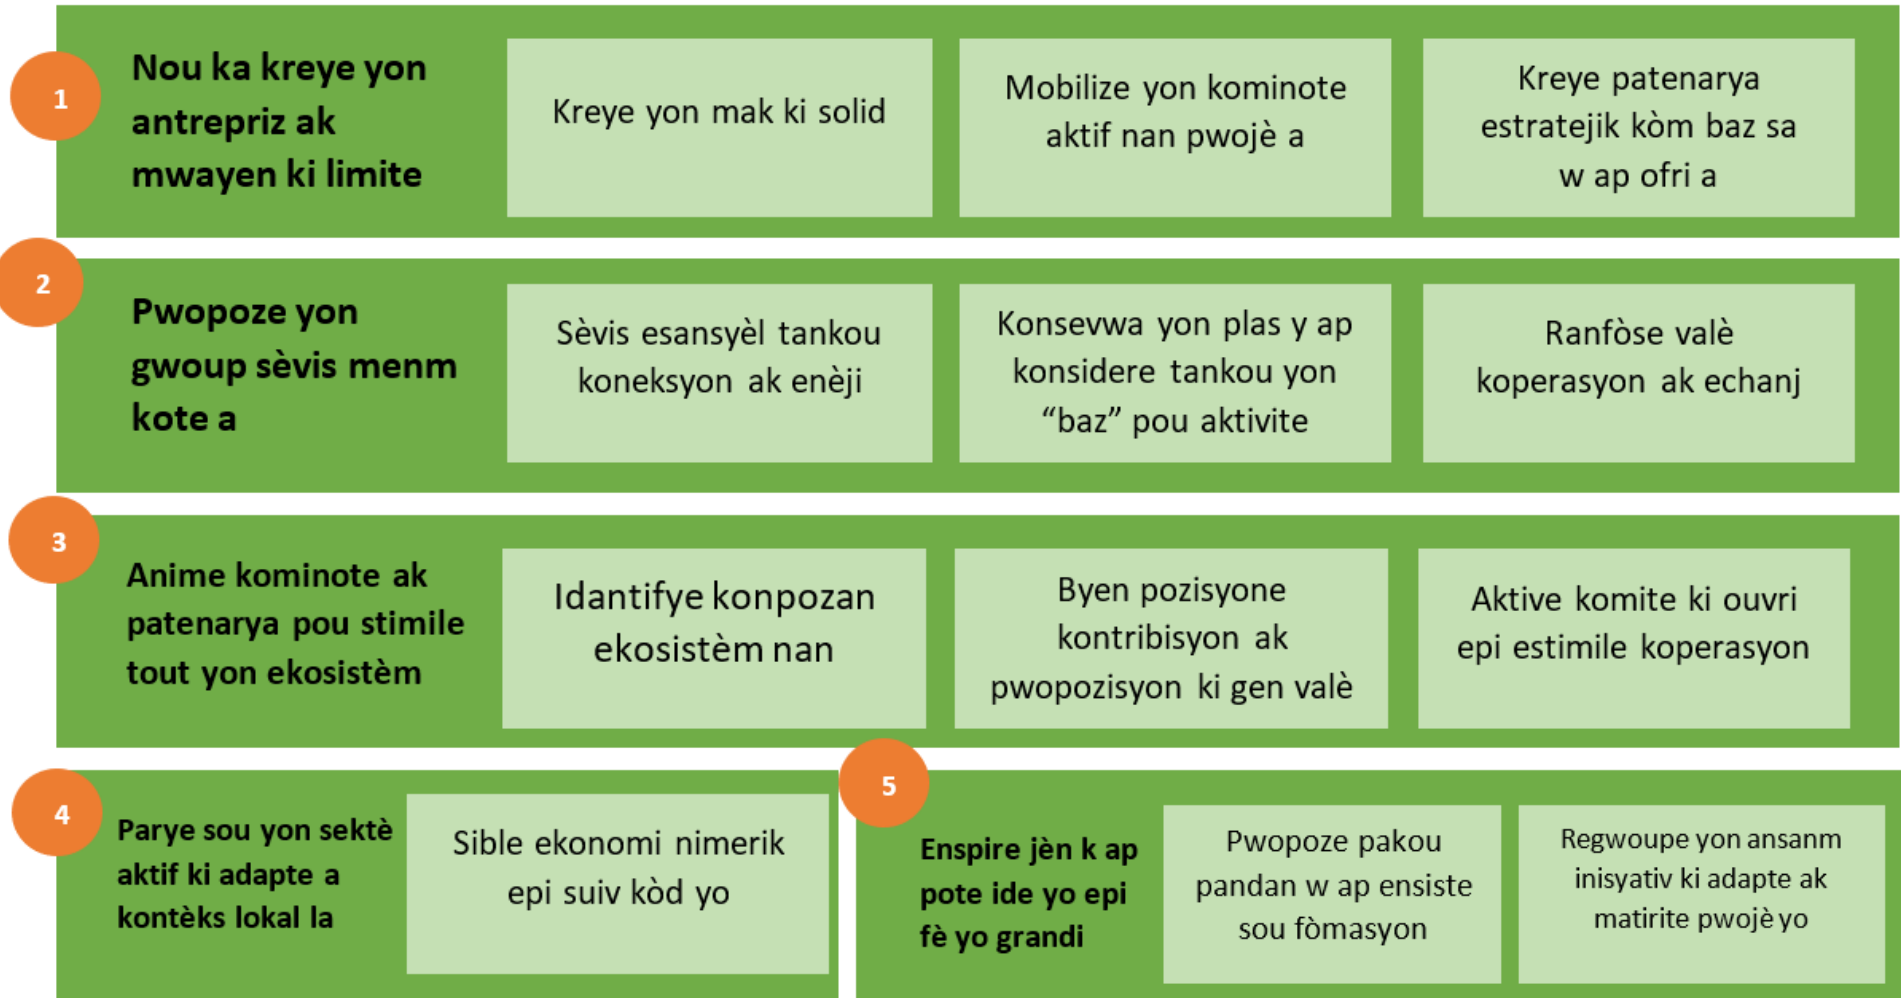 1
Nou ka kreye yon
antrepriz ak
mwayen ki limite
Kreye yon mak ki solid
Mobilize yon kominote
aktif nan pwojè a
Kreye patenarya
estratejik kòm baz sa
w ap ofri a
2
Pwopoze yon
gwoup sèvis menm
kote a
Sèvis esansyèl tankou
koneksyon ak enèji
Konsevwa yon plas y ap
konsidere tankou yon
“baz” pou aktivite
Ranfòse valè
koperasyon ak echanj
3
Anime kominote ak
patenarya pou stimile
tout yon ekosistèm
Idantifye konpozan
ekosistèm nan
Byen pozisyone
kontribisyon ak
pwopozisyon ki gen valè
Aktive komite ki ouvri
epi estimile koperasyon
4
Parye sou yon sektè
aktif ki adapte a
kontèks lokal la
Sible ekonomi nimerik
epi suiv kòd yo
5
Enspire jèn k ap
pote ide yo epi
fè yo grandi
Pwopoze pakou
pandan w ap ensiste
sou fòmasyon
Regwoupe yon ansanm
inisyativ ki adapte ak
matirite pwojè yo